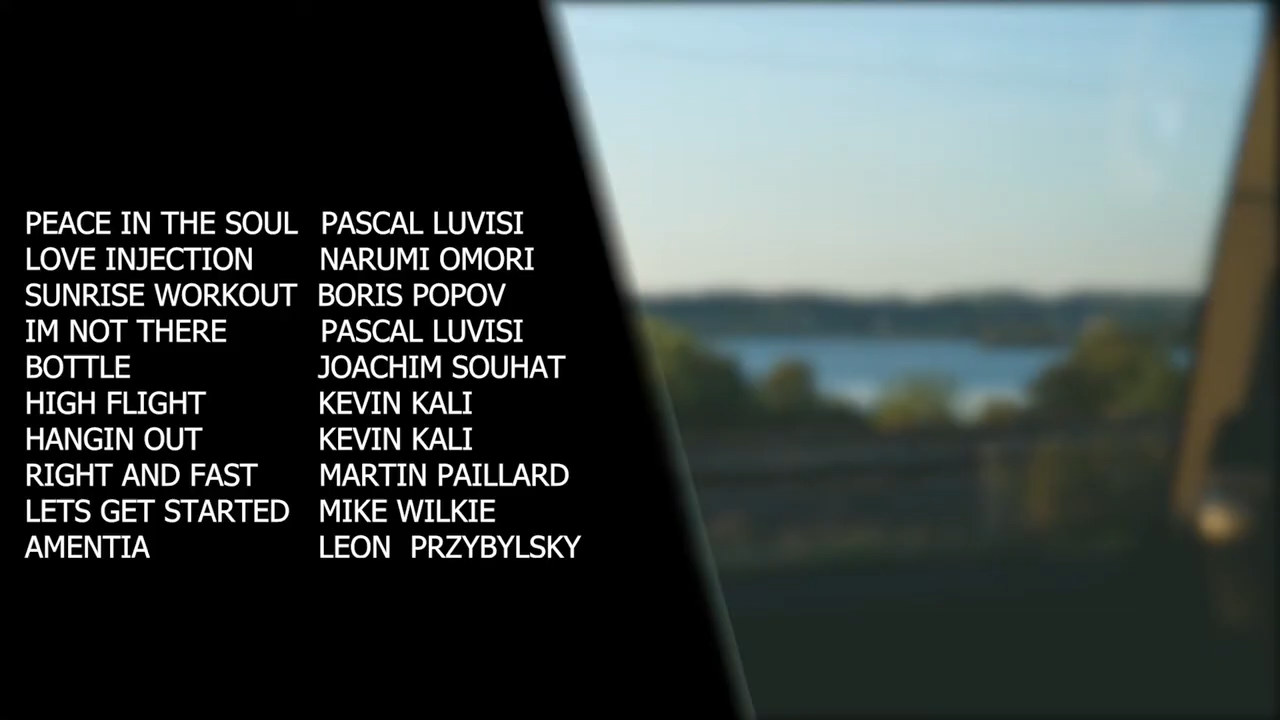 PEACE IN THE SOUL PASCAL LUVISI
LOVE INJECTION NARUMI OMORI
SUNRISE WORKOUT BORIS POPOV
IM NOT THERE PASCAL LUVISI
BOTTLE JOACHIM SOUHAT
HIGH FLIGHT KEVIN KALI
HANGIN OUT KEVIN KALI
RIGHT AND FAST MARTIN PAILLARD
LETS GET STARTED MIKE WILKIE
AMENTIA LEON PRZYBYLSKY